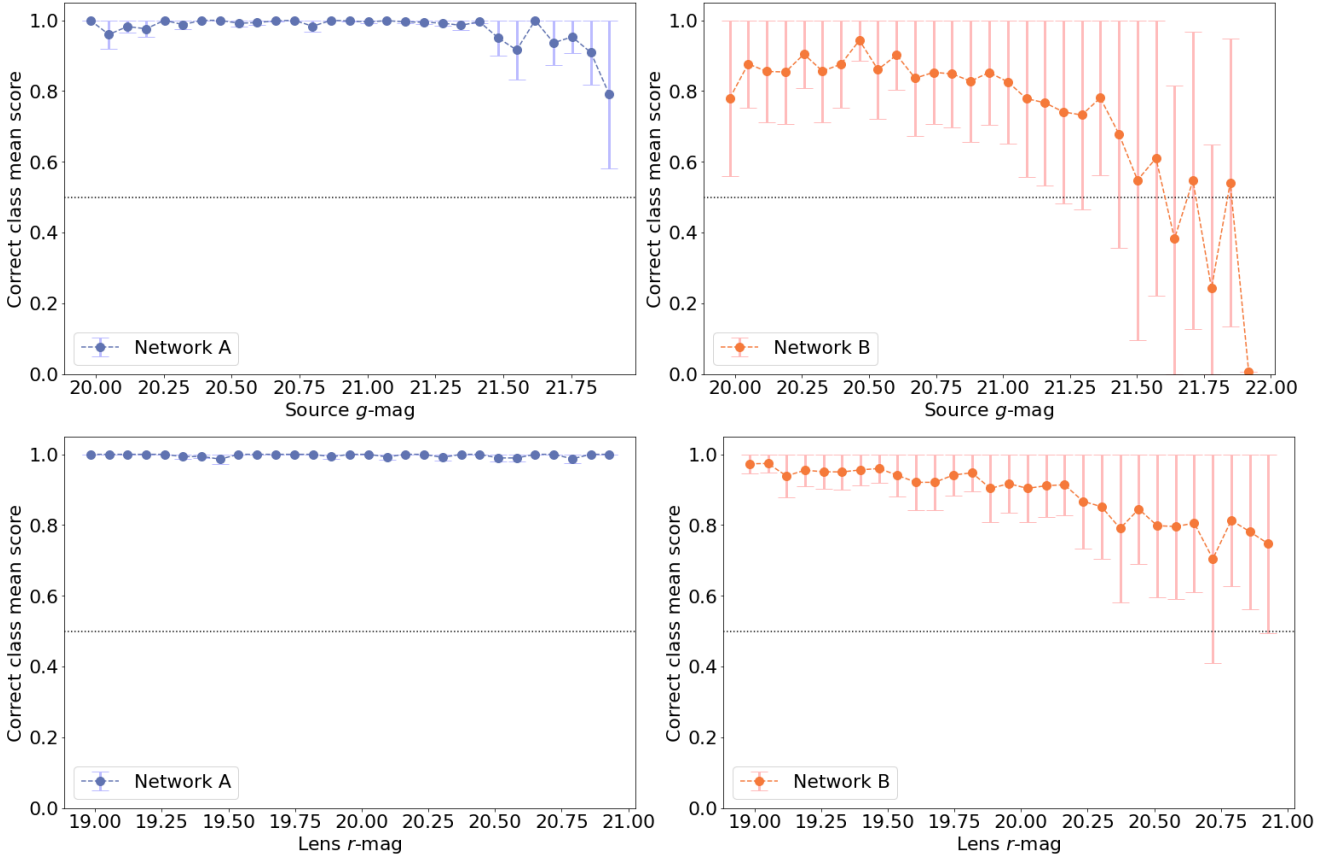 Correct class mean score
1.0
0.8
0.6
0.4
0.2
0.0
Network A
20.00 20.25 20.50 20.75 21.00 21.25 21.50 21.75
Source g-mag
Correct class mean score
1.0
0.8
0.6
0.4
0.2
0.0
Network B
20.00 20.25 20.50 20.75 21.00 21.25 21.50 21.75 22.00
Source g-mag
Correct class mean score
1.0
0.8
0.6
0.4
0.2
0.0
Network A
19.00 19.25 19.50 19.75 20.00 20.25 20.50 20.75 21.00
Lens r-mag
Correct class mean score
1.0
0.8
0.6
0.4
0.2
0.0
Network B
19.00 19.25 19.50 19.75 20.00 20.25 20.50 20.75 21.00
Lens r-mag